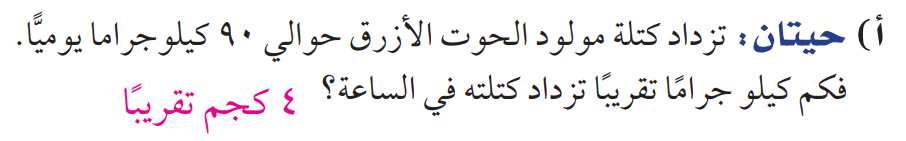 أ) حيتان: تزداد كتلة مولود الحوت الأزرق حوالي ٩٠ كيلوجراما يوميًّا.
فكم كيلو جرامًا تقريبًا تزداد كتلته في الساعة؟ ٤ كجم تقريبًا